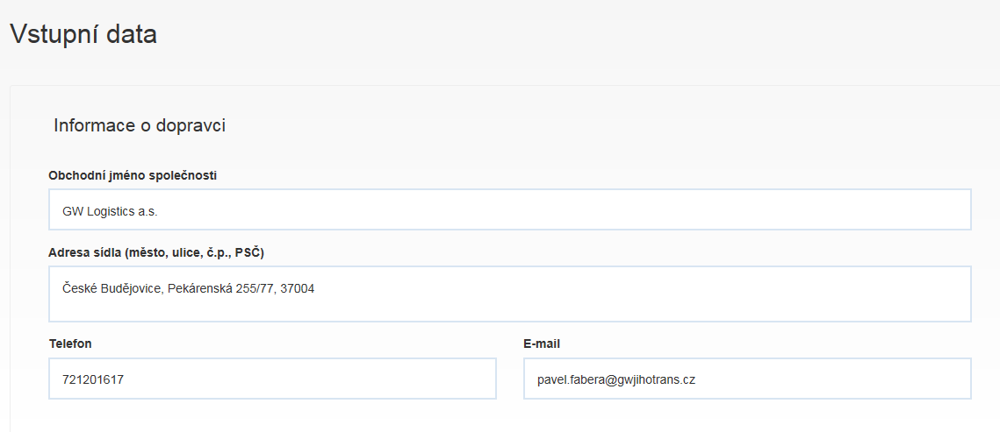 Vstupní data
Informace o dopravci
Obchodní jméno společnosti
GW Logistics a.s.
Adresa sídla (město, ulice, č.p., PSČ)
České Budějovice, Pekárenská 255/77, 37004
Telefon
E-mail
721201617
pavel.fabera@gwjihotrans.cz